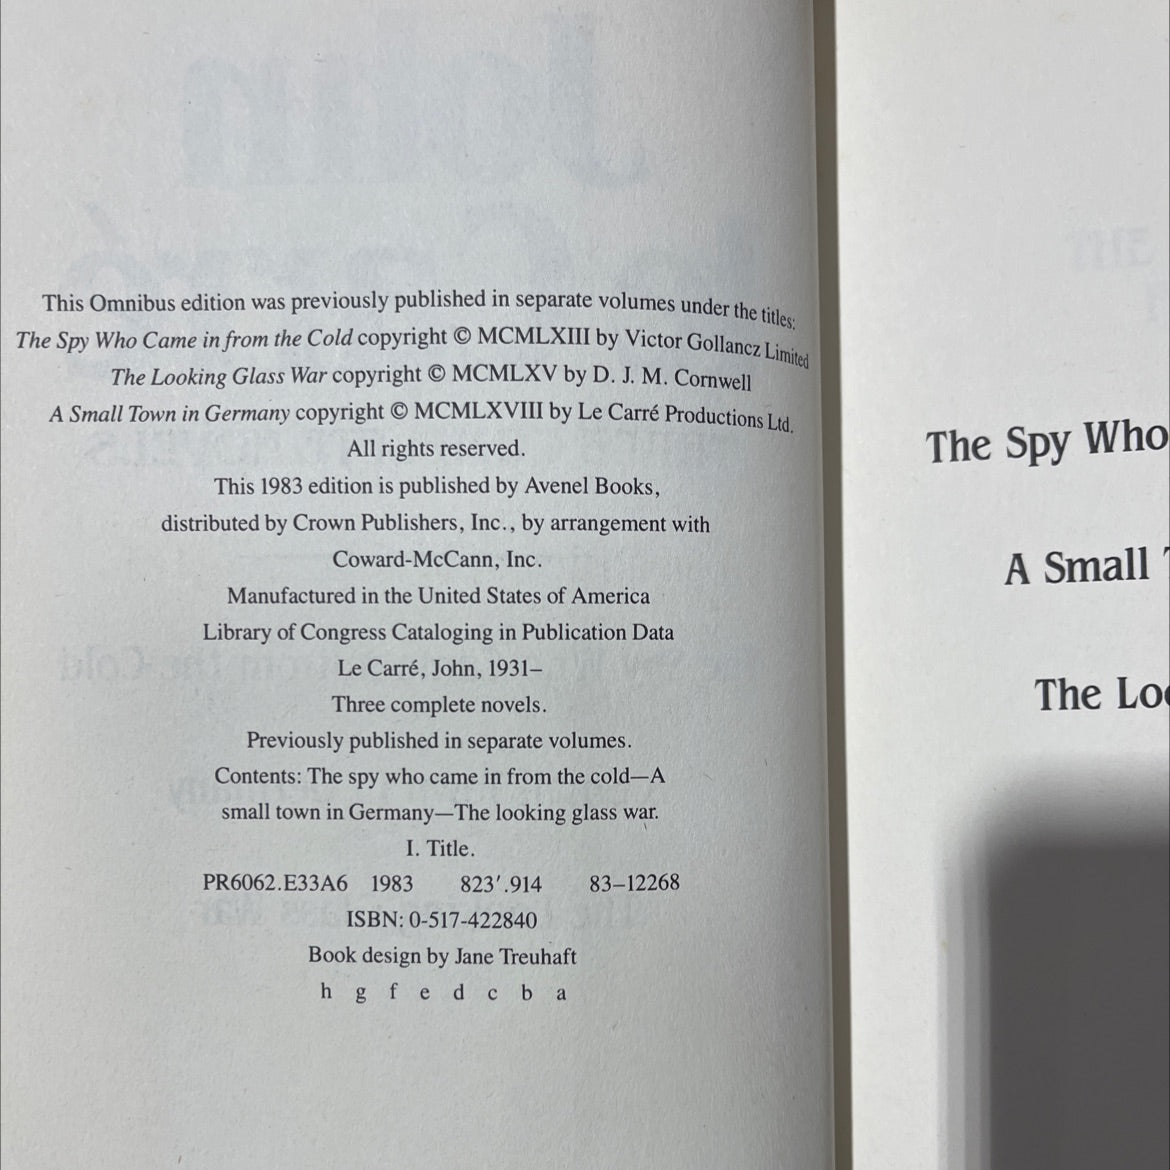 This Omnibus edition was previously published in separate volumes under the titles:
The Spy Who Came in from the Cold copyright © MCMLXIII by Victor Gollancz Limited
The Looking Glass War copyright © MCMLXV by D. J. M. Cornwell
A Small Town in Germany copyright © MCMLXVIII by Le Carré Productions Ltd.
All rights reserved.
This 1983 edition is published by Avenel Books,
distributed by Crown Publishers, Inc., by arrangement with
Coward-McCann, Inc.
Manufactured in the United States of America
Library of Congress Cataloging in Publication Data
Le Carré, John, 1931–
Three complete novels.
Previously published in separate volumes.
Contents: The spy who came in from the cold—A
small town in Germany—The looking glass war.
I. Title.
PR6062.E33A6 1983 823′.914 83–12268
ISBN: 0-517-422840
Book design by Jane Treuhaft
h g f e d c b a
The Spy Who
A Small
The